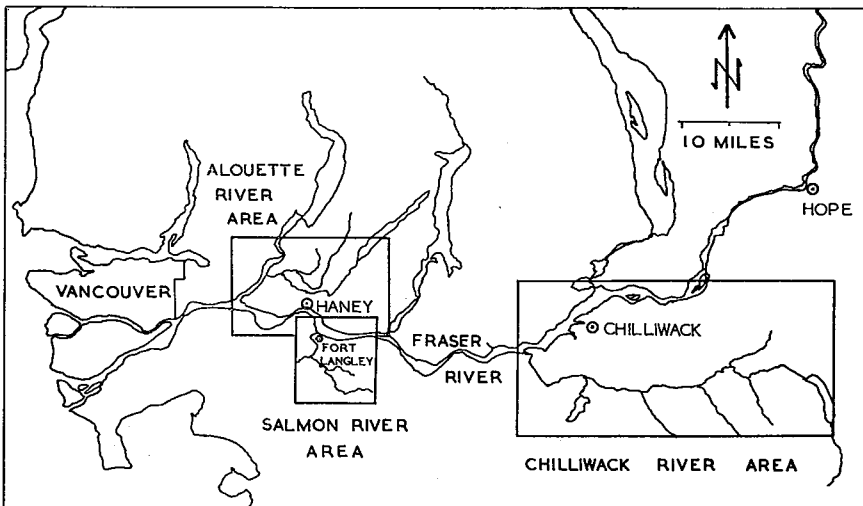 N
10 MILES
ALOUETTE
RIVER
AREA
HOPE
VANCOUVER
HANEY
CHILLIWACK
FORT
LANGLEY
FRASER
RIVER
SALMON RIVER
AREA
CHILLIWACK RIVER AREA